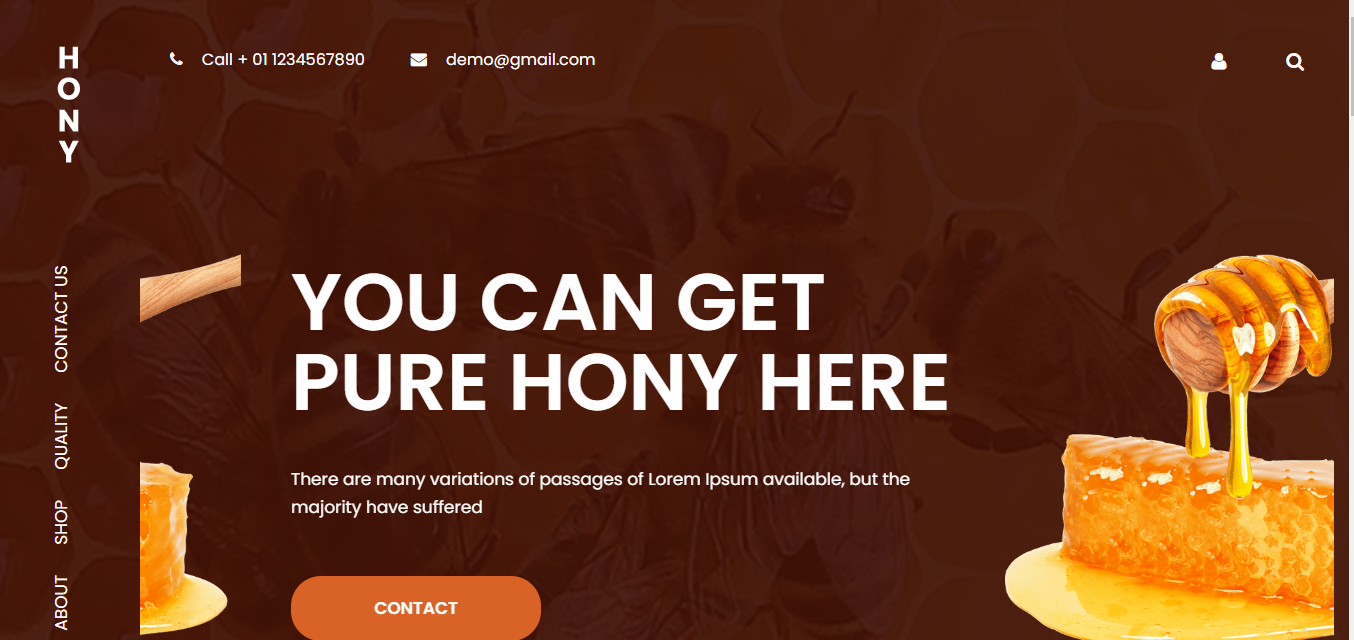 HONY
Call + 01 1234567890
demo@gmail.com
CONTACT US
QUALITY
SHOP
ABOUT
YOU CAN GET
PURE HONY HERE
There are many variations of passages of Lorem Ipsum available, but the
majority have suffered
CONTACT